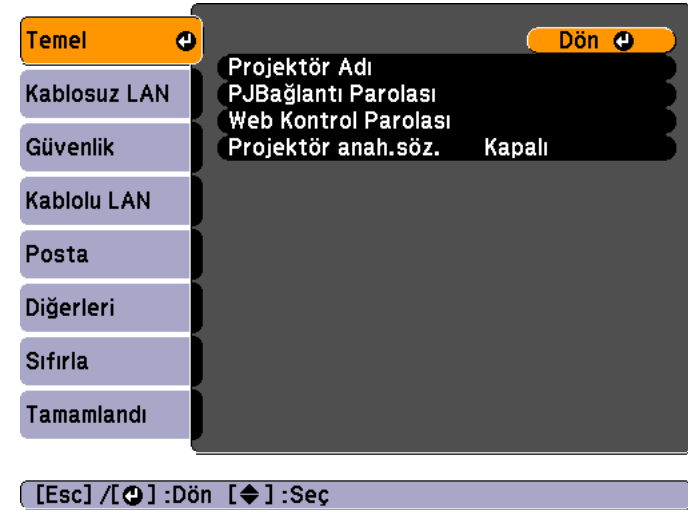 Temel
Kablosuz LAN
Güvenlik
Kablolu LAN
Posta
Diğerleri
Sıfırla
Tamamlandı
Dön
Projektör Adı
PJBağlantı Parolası
Web Kontrol Parolası
Projektör anah.söz. Kapalı
[Esc] /[⏎] :Dön [◆] :Seç